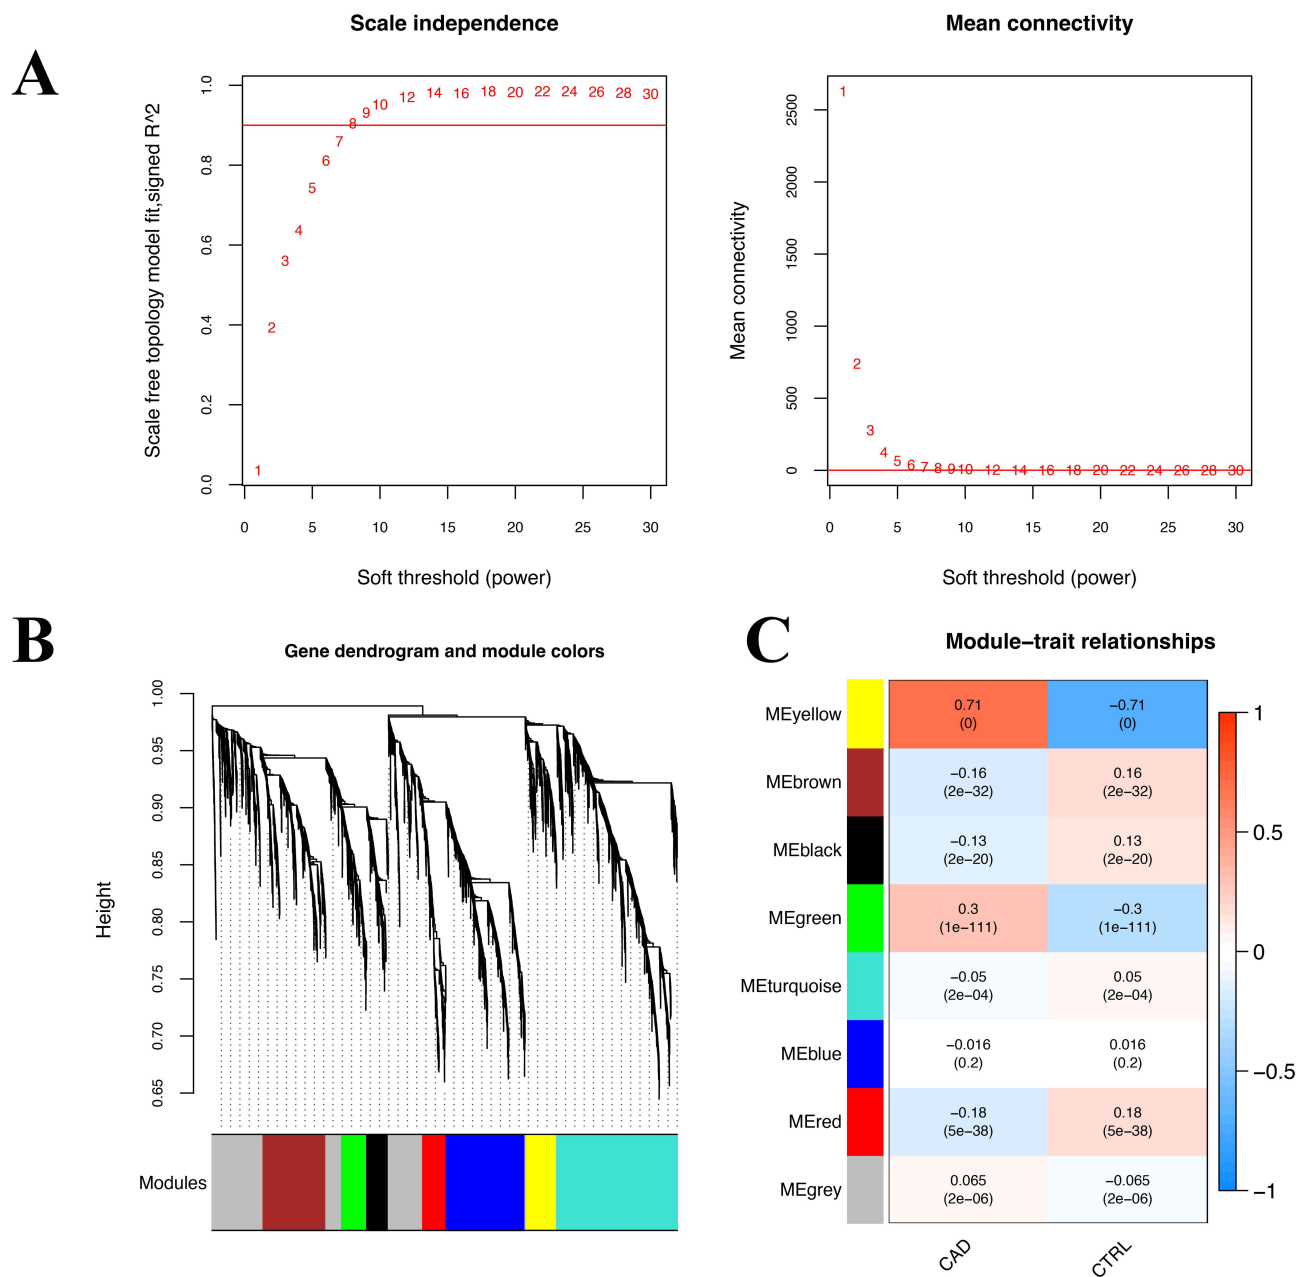 A
Scale independence
Scale free topology model fit,signed R^2
1.0
0.8
0.6
0.4
0.2
0.0
1
2
3
4
5
6
7
8
9
10
12
14
16
18
20
22
24
26
28
30
0 5 10 15 20 25 30
Soft threshold (power)
Mean connectivity
Mean connectivity
2500
2000
1500
1000
500
0
1
2
3
4
5
6
7
8
9
10
12
14
16
18
20
22
24
26
28
30
0 5 10 15 20 25 30
Soft threshold (power)
B
Gene dendrogram and module colors
Height
1.00
0.95
0.90
0.85
0.80
0.75
0.70
0.65
Modules
C
Module−trait relationships
MEyellow 0.71 −0.71
(0) (0)
MEbrown −0.16 0.16
(2e−32) (2e−32)
MEblack −0.13 0.13
(2e−20) (2e−20)
MEgreen 0.3 −0.3
(1e−111) (1e−111)
MEturquoise −0.05 0.05
(2e−04) (2e−04)
MEblue −0.016 0.016
(0.2) (0.2)
MEred −0.18 0.18
(5e−38) (5e−38)
MEgrey 0.065 −0.065
(2e−06) (2e−06)
CAD
CTRL
1
0.5
0
−0.5
−1